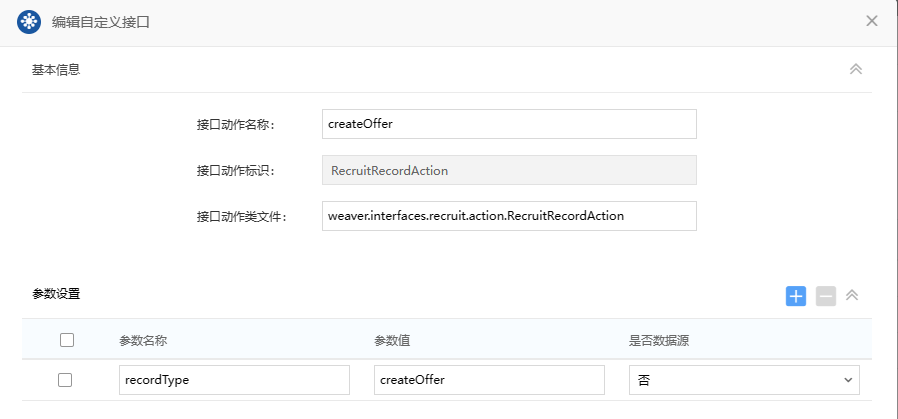 编辑自定义接口
基本信息
接口动作名称： createOffer
接口动作标识： RecruitRecordAction
接口动作类文件： weaver.interfaces.recruit.action.RecruitRecordAction
参数设置
参数名称 参数值 是否数据源
recordType createOffer 否